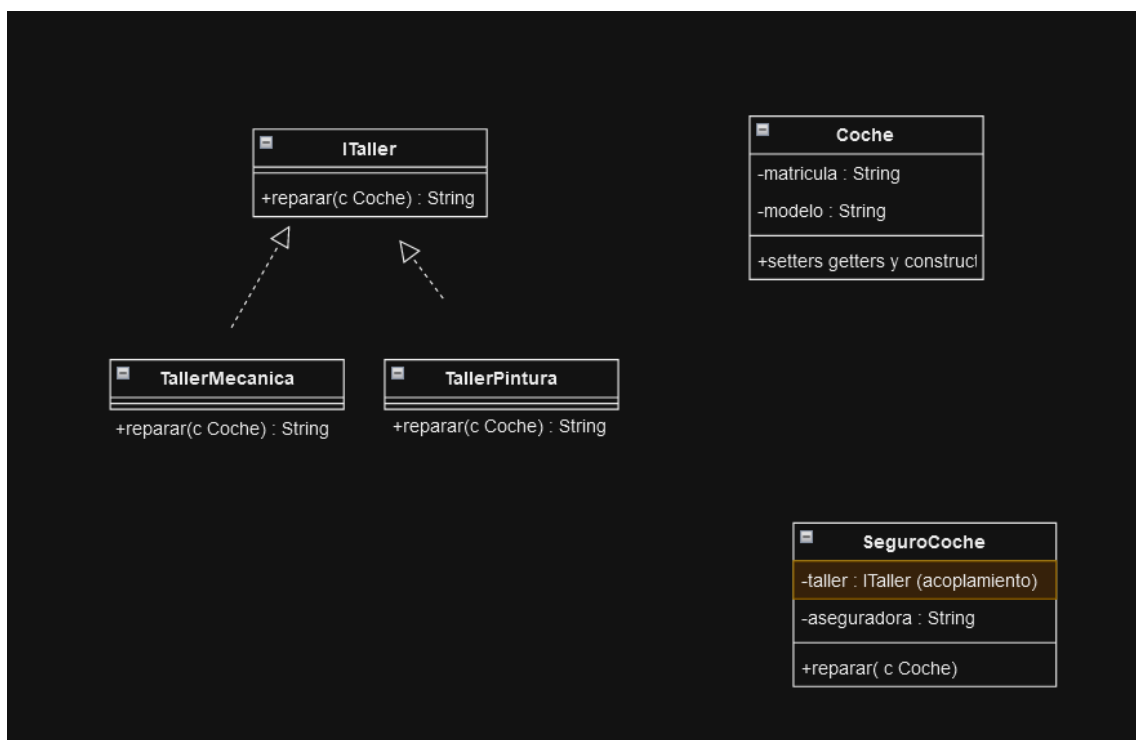 ITaller
+reparar(c Coche) : String
Coche
-matricula : String
-modelo : String
+setters getters y construct
TallerMecanica
+reparar(c Coche) : String
TallerPintura
+reparar(c Coche) : String
SeguroCoche
-taller : ITaller (acoplamiento)
-aseguradora : String
+reparar( c Coche)